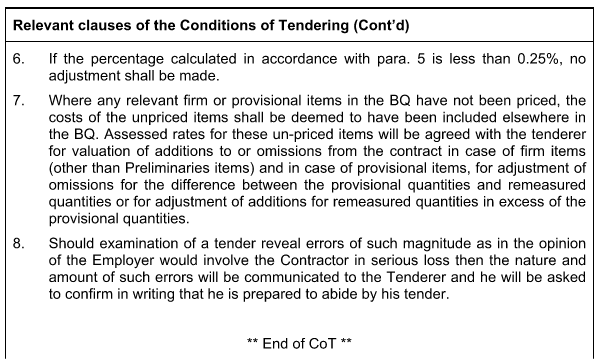 Relevant clauses of the Conditions of Tendering (Cont'd)
6. If the percentage calculated in accordance with para. 5 is less than 0.25%, no
adjustment shall be made.
7. Where any relevant firm or provisional items in the BQ have not been priced, the
costs of the unpriced items shall be deemed to have been included elsewhere in
the BQ. Assessed rates for these un-priced items will be agreed with the tenderer
for valuation of additions to or omissions from the contract in case of firm items
(other than Preliminaries items) and in case of provisional items, for adjustment of
omissions for the difference between the provisional quantities and remeasured
quantities or for adjustment of additions for remeasured quantities in excess of the
provisional quantities.
8. Should examination of a tender reveal errors of such magnitude as in the opinion
of the Employer would involve the Contractor in serious loss then the nature and
amount of such errors will be communicated to the Tenderer and he will be asked
to confirm in writing that he is prepared to abide by his tender.
** End of CoT **